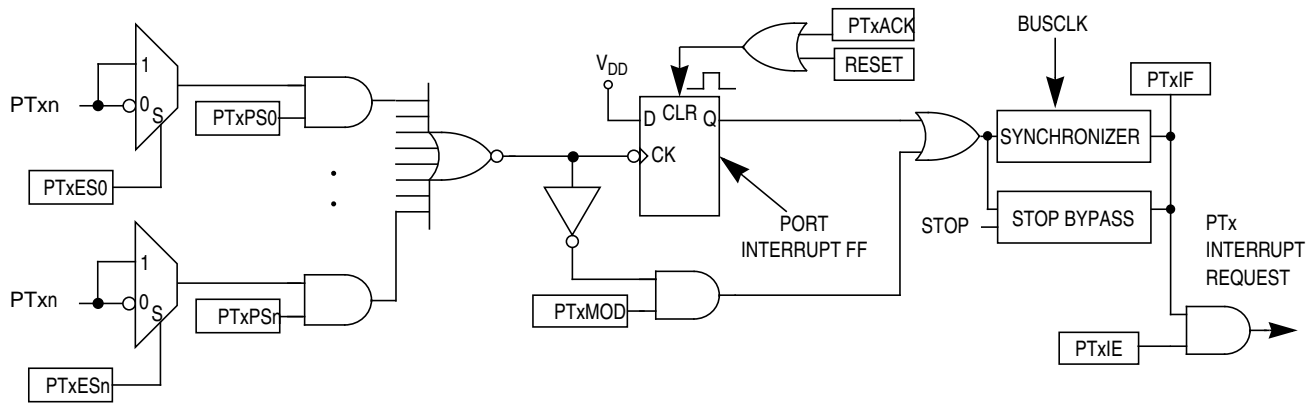 PTxACK
RESET
BUSCLK
PTxIF
V_DD
1
0
S
PTxn
PTxPS0
PTxES0
D
CLR
Q
CK
SYNCHRONIZER
STOP BYPASS
STOP
PORT
INTERRUPT FF
PTx
INTERRUPT
REQUEST
1
0
S
PTxn
PTxPSn
PTxMOD
PTxIE
PTxESn